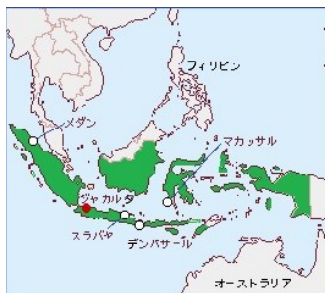 フィリピン
メダン
マカッサル
ジャカルタ
スラバヤ
デンパサール
オーストラリア